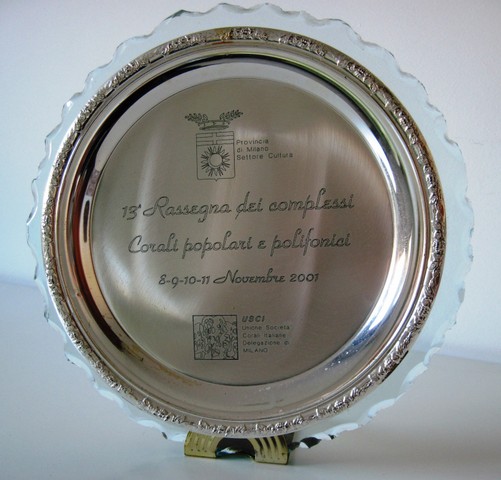 Provincia
di Milano
Settore Cultura
13ª Rassegna dei complessi
Corali popolari e polifonici
8-9-10-11 Novembre 2001
USCI
Unione Società
Corali Italiane
Delegazione di
MILANO